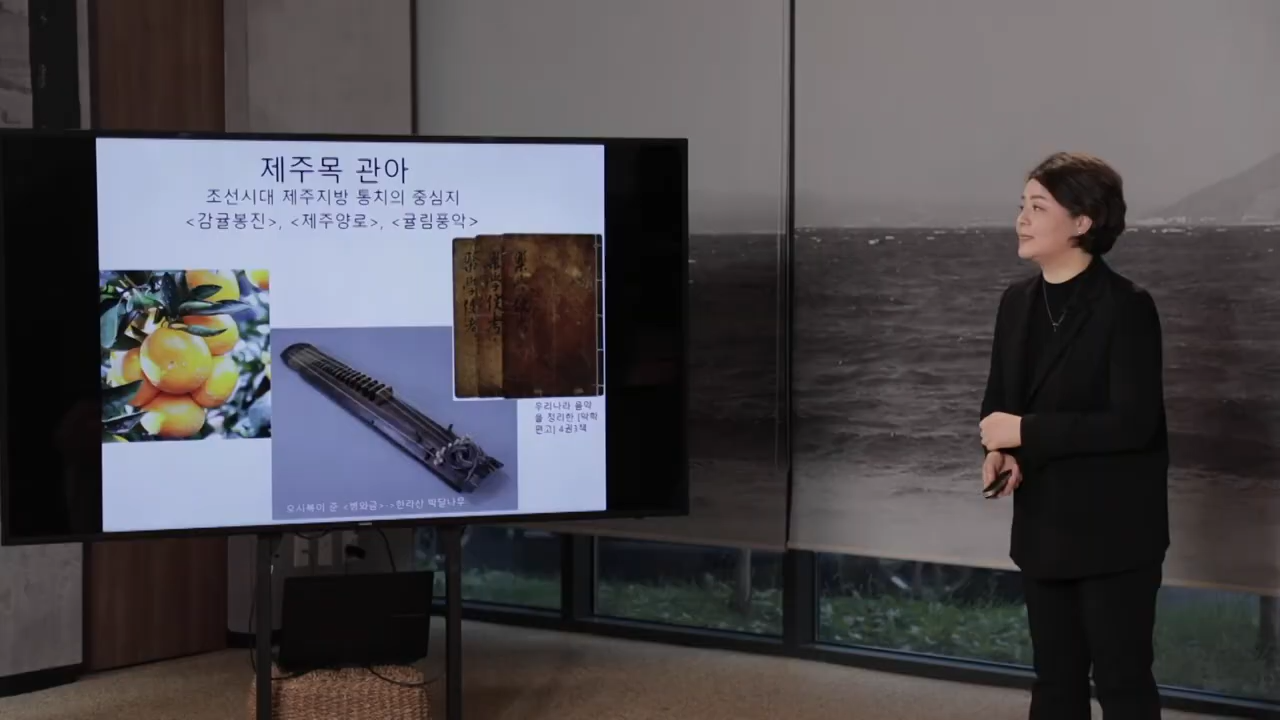 제주목 관아
조선시대 제주지방 통치의 중심지
<감귤봉진>, <제주양로>, <귤림풍악>
우리나라 음악
을 정리한 [악학
편고] 4권3책
오시복이 준 <병와금> ->한라산 박달나무